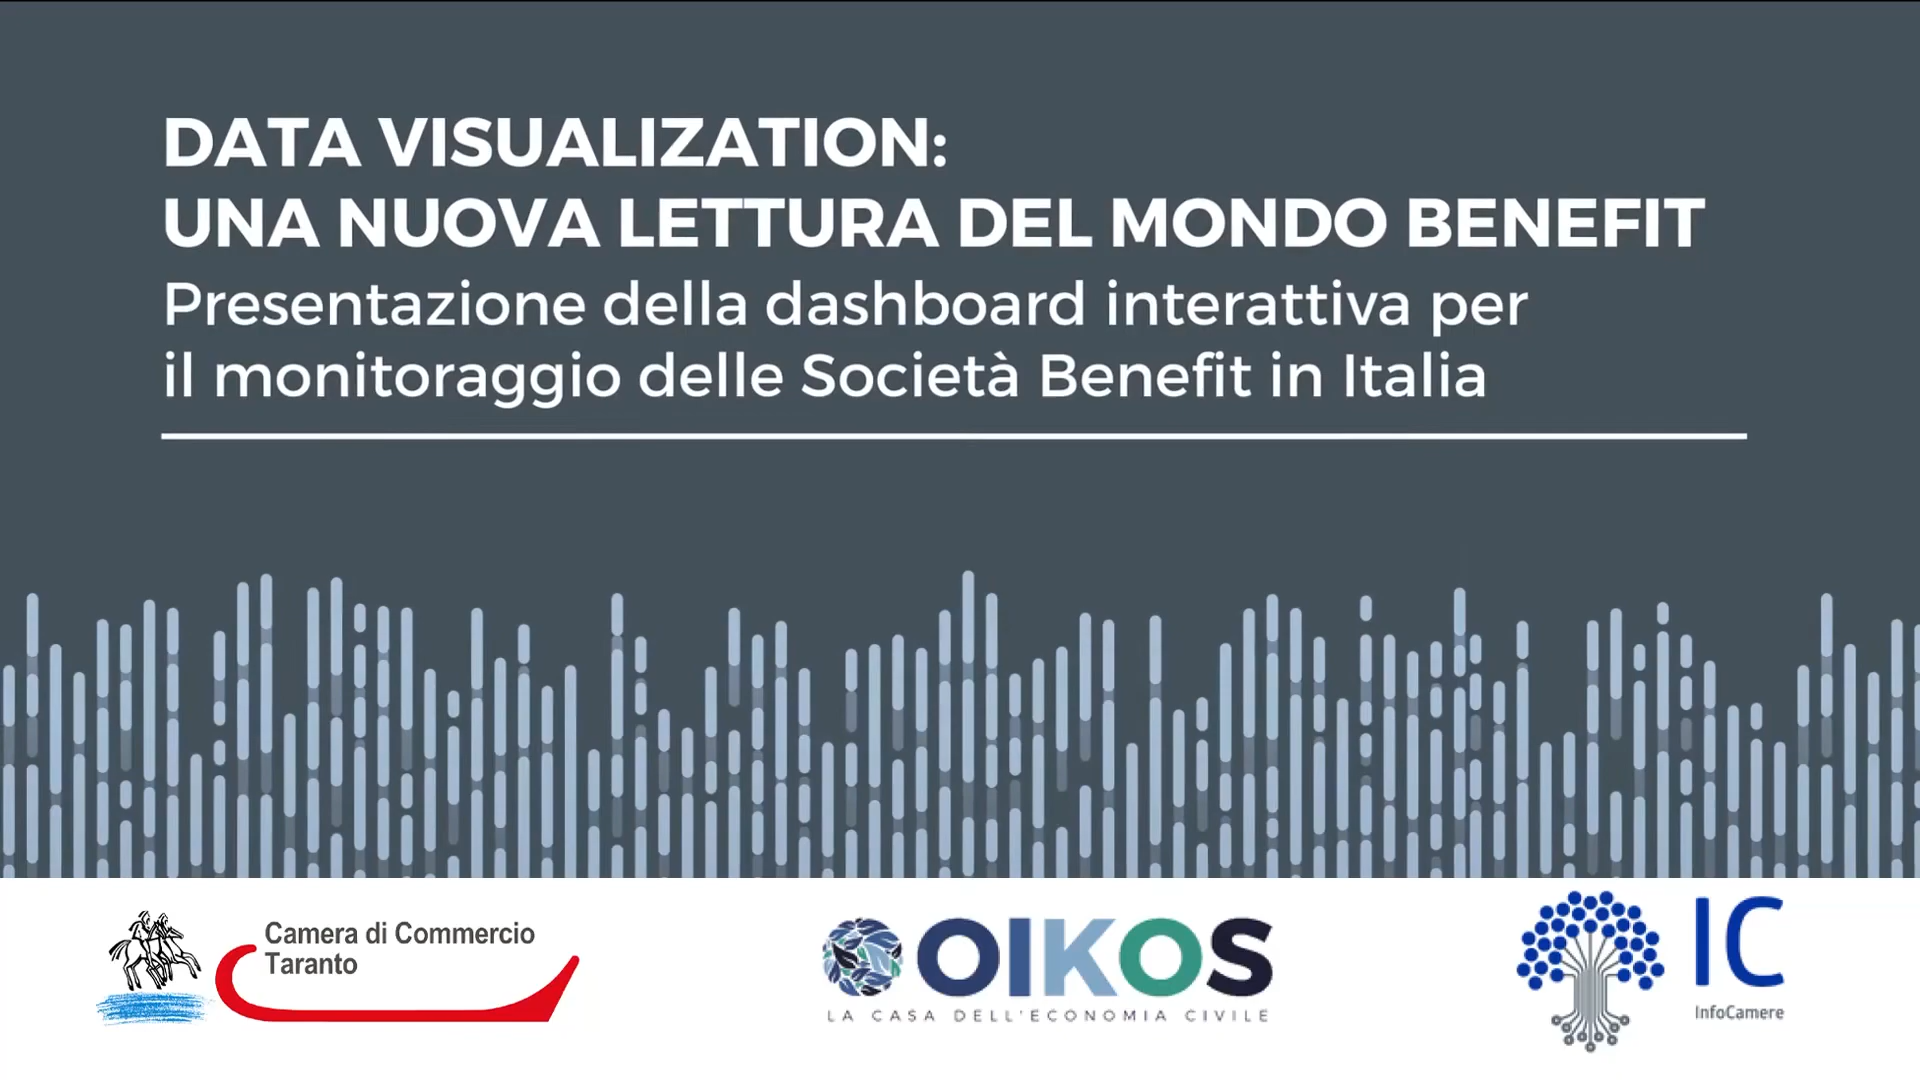 DATA VISUALIZATION:
UNA NUOVA LETTURA DEL MONDO BENEFIT
Presentazione della dashboard interattiva per
il monitoraggio delle Società Benefit in Italia
Camera di Commercio
Taranto
OIKOS
LA CASA DELL'ECONOMIA CIVILE
IC
InfoCamere